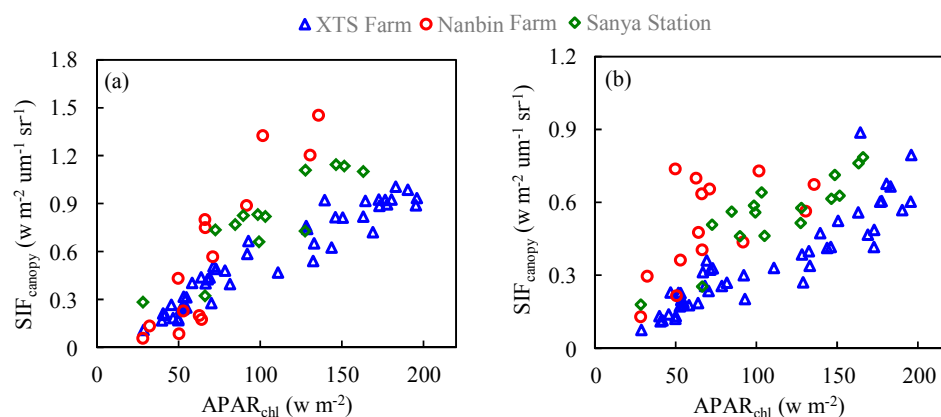 XTS Farm Nanbin Farm Sanya Station
(a)
1.8
1.5
1.2
0.9
0.6
0.3
0
SIFcanopy (w m-2 um-1 sr-1)
0 50 100 150 200
APARchl (w m-2)
(b)
1.2
0.9
0.6
0.3
0
SIFcanopy (w m-2 um-1 sr-1)
0 50 100 150 200
APARchl (w m-2)